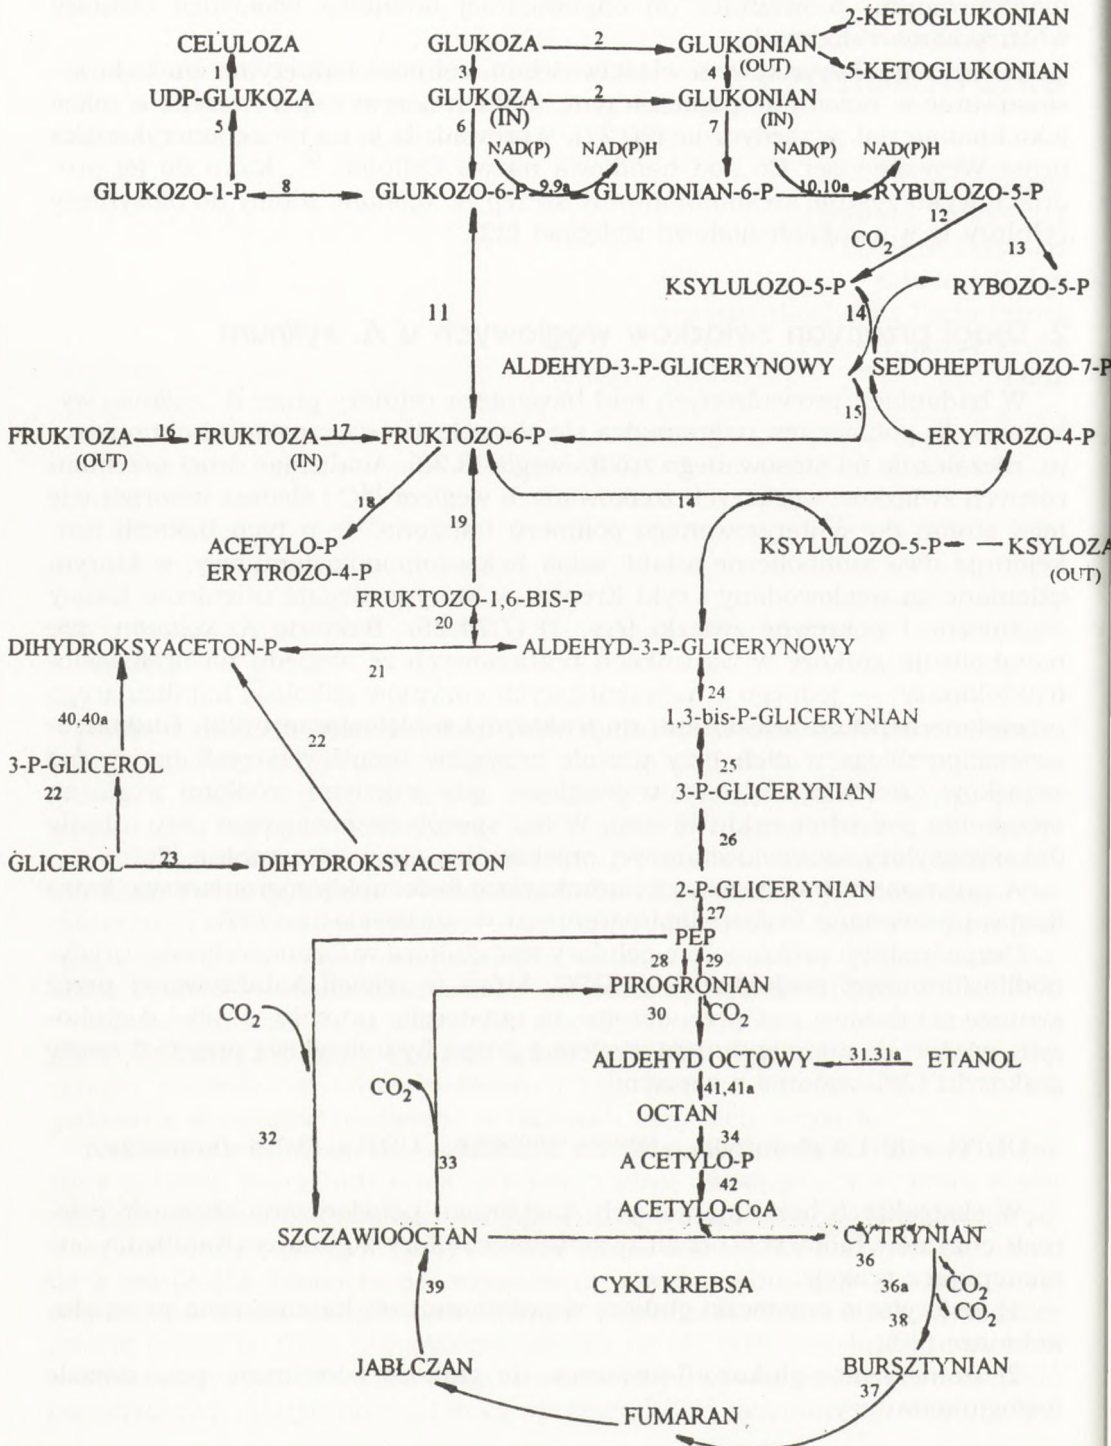 2-KETOGLUKONIAN
CELULOZA GLUKOZA 2 GLUKONIAN
(OUT)
1 3 4 5-KETOGLUKONIAN
UDP-GLUKOZA GLUKOZA 2 GLUKONIAN
(IN) (IN)
5 6 7
NAD(P) NAD(P)H NAD(P) NAD(P)H
GLUKOZO-1-P 8 GLUKOZO-6-P 9,9a GLUKONIAN-6-P 10,10a RYBULOZO-5-P
12
CO2 13
KSYLULOZO-5-P RYBOZO-5-P
11 14
ALDEHYD-3-P-GLICERYNOWY SEDOHEPTULOZO-7-P
15
FRUKTOZA 16 FRUKTOZA 17 FRUKTOZO-6-P ERYTROZO-4-P
(OUT) (IN)
18 14
19
ACETYLO-P KSYLULOZO-5-P KSYLOZA
ERYTROZO-4-P (OUT)
FRUKTOZO-1,6-BIS-P
20
DIHYDROKSYACETON-P ALDEHYD-3-P-GLICERYNOWY
21
24
40,40a 1,3-bis-P-GLICERYNIAN
22
3-P-GLICEROL 25
22 3-P-GLICERYNIAN
26
GLICEROL 23 DIHYDROKSYACETON
2-P-GLICERYNIAN
27
PEP
28 29
PIROGRONIAN
CO2 30 CO2
ALDEHYD OCTOWY 31.31a ETANOL
CO2 41,41a
OCTAN
32 34
33 ACETYLO-P
42
ACETYLO-CoA
SZCZAWIOOCTAN CYTRYNIAN
36
39 CYKL KREBSA 36a CO2
38 CO2
JABŁCZAN BURSZTYNIAN
37
FUMARAN